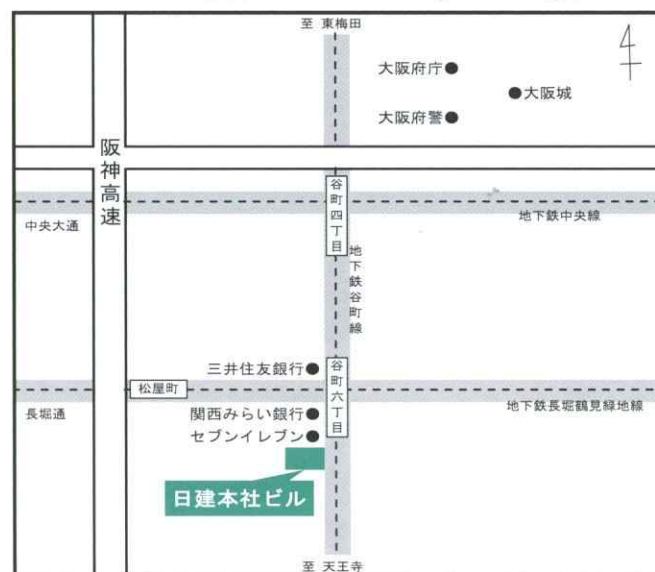 至 東梅田
大阪府庁
大阪城
大阪府警
阪神高速
谷町四丁目
中央大通
地下鉄中央線
地下鉄谷町線
三井住友銀行
谷町六丁目
松屋町
長堀通
関西みらい銀行
地下鉄長堀鶴見緑地線
セブンイレブン
日建本社ビル
至 天王寺